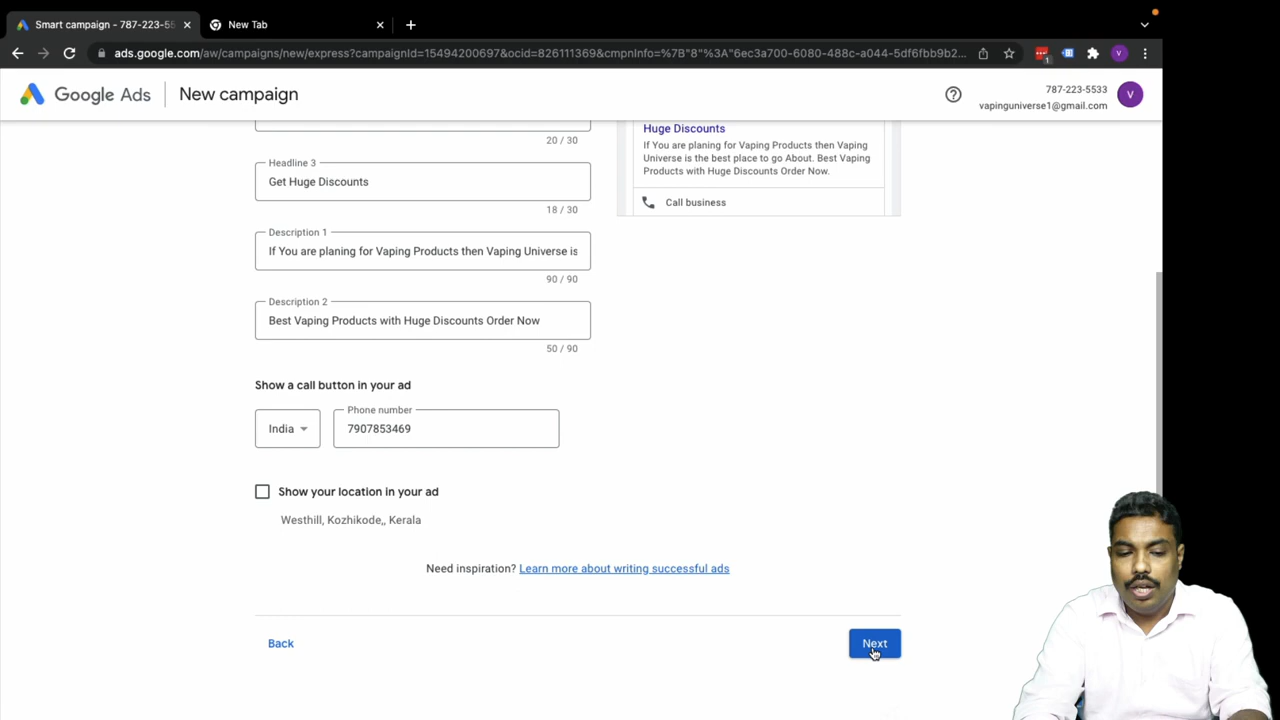 Smart campaign - 787-223-55
New Tab
ads.google.com/aw/campaigns/new/express?campaignId=15494200697&ocid=826111369&cmpnInfo=%7B"8"%3A"6ec3a700-6080-488c-a044-5df6fbb9b2...
1
V
Google Ads
New campaign
787-223-5533
vapinguniverse1@gmail.com
V
20 / 30
Headline 3
Get Huge Discounts
18 / 30
Description 1
If You are planing for Vaping Products then Vaping Universe is
90 / 90
Description 2
Best Vaping Products with Huge Discounts Order Now
50 / 90
Huge Discounts
If You are planing for Vaping Products then Vaping
Universe is the best place to go About. Best Vaping
Products with Huge Discounts Order Now.
Call business
Show a call button in your ad
India
Phone number
7907853469
Show your location in your ad
Westhill, Kozhikode,, Kerala
Need inspiration? Learn more about writing successful ads
Back
Next